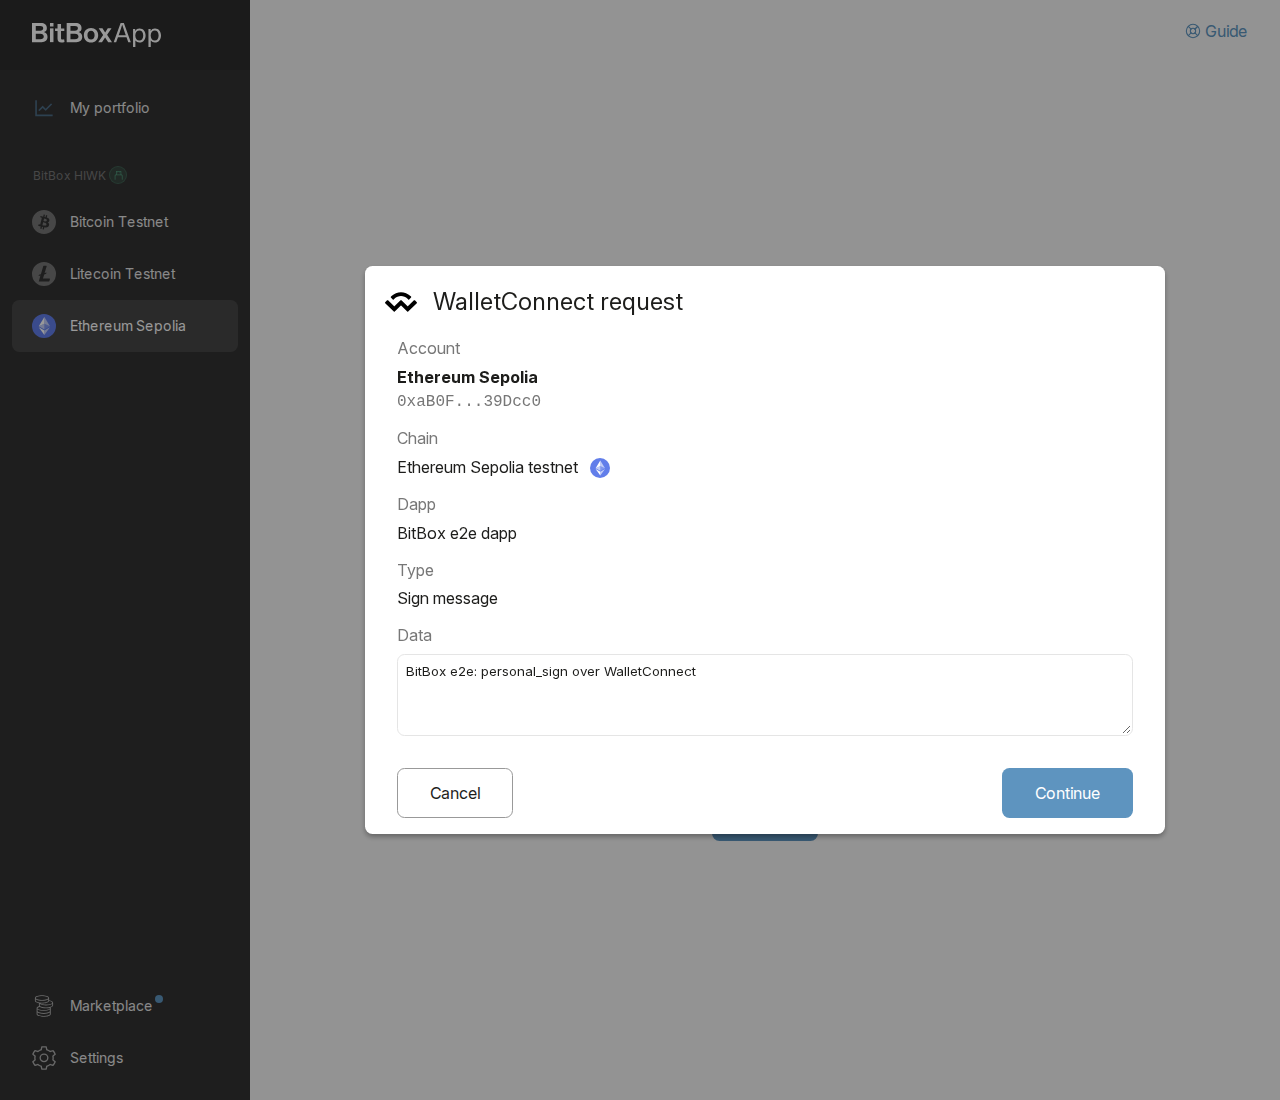 BitBoxApp
Guide
My portfolio
BitBox HIWK
Bitcoin Testnet
Litecoin Testnet
Ethereum Sepolia
WalletConnect request
Account
Ethereum Sepolia
0xaB0F...39Dcc0
Chain
Ethereum Sepolia testnet
Dapp
BitBox e2e dapp
Type
Sign message
Data
BitBox e2e: personal_sign over WalletConnect
Cancel
Continue
Marketplace
Settings